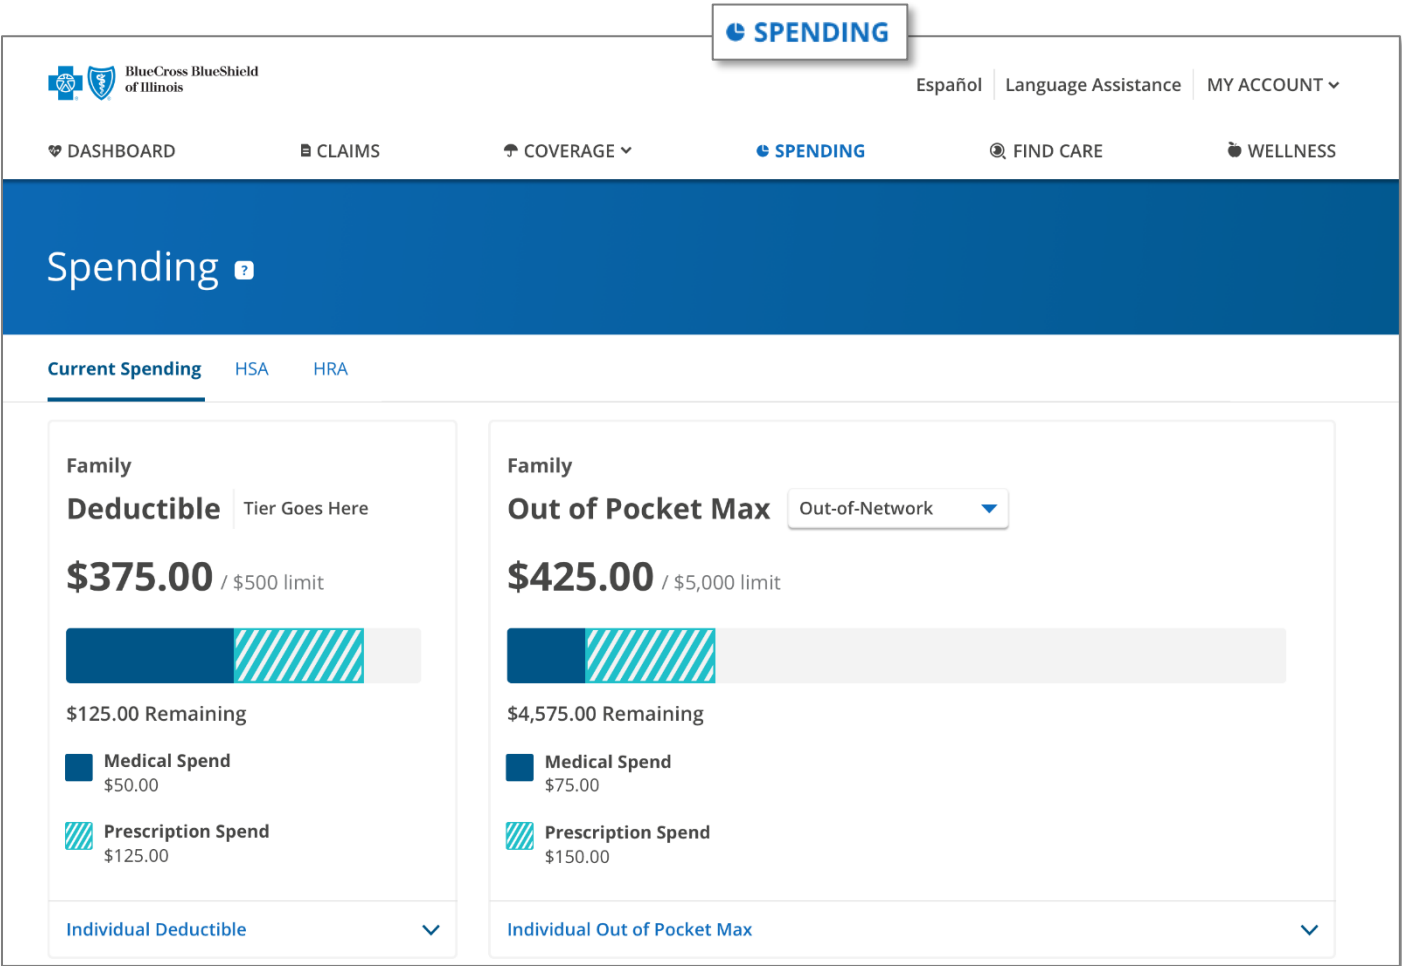 SPENDING
BlueCross BlueShield
of Illinois
Español Language Assistance MY ACCOUNT
DASHBOARD CLAIMS COVERAGE SPENDING FIND CARE WELLNESS
Spending ?
Current Spending HSA HRA
Family
Deductible Tier Goes Here
$375.00 / $500 limit
$125.00 Remaining
Medical Spend
$50.00
Prescription Spend
$125.00
Individual Deductible
Family
Out of Pocket Max Out-of-Network
$425.00 / $5,000 limit
$4,575.00 Remaining
Medical Spend
$75.00
Prescription Spend
$150.00
Individual Out of Pocket Max